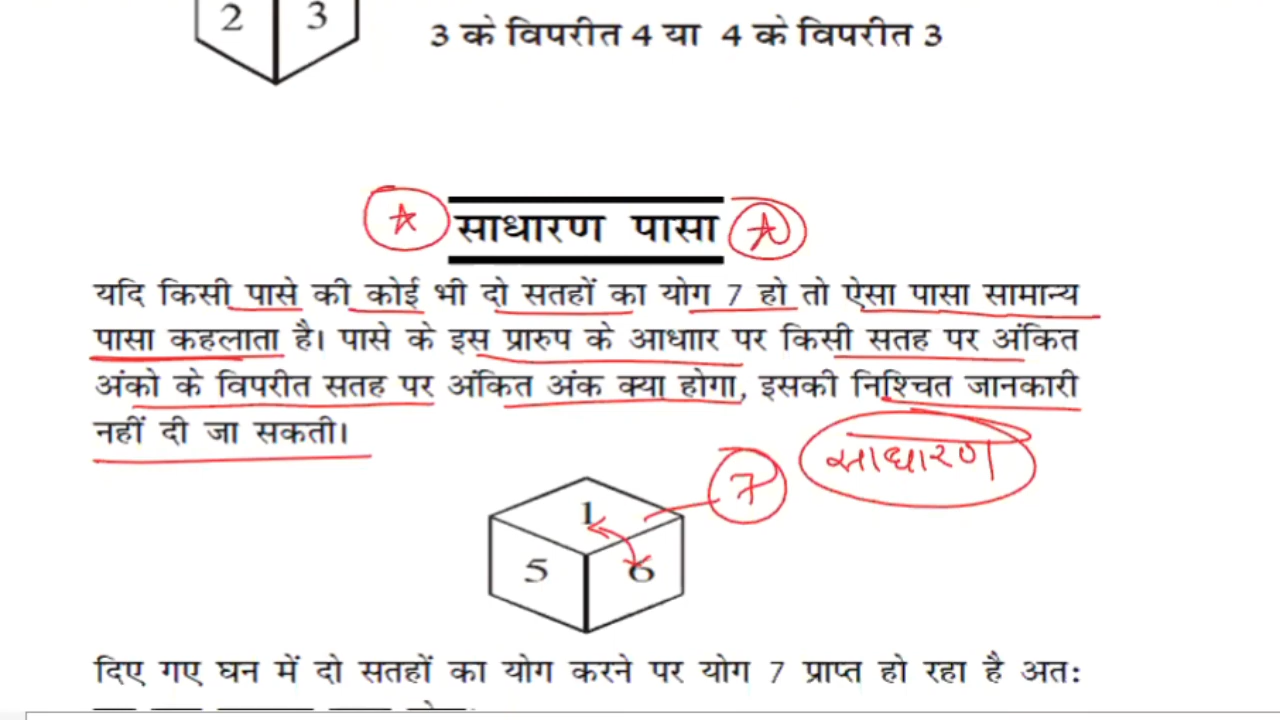 2 3
3 के विपरीत 4 या 4 के विपरीत 3
साधारण पासा
यदि किसी पासे की कोई भी दो सतहों का योग 7 हो तो ऐसा पासा सामान्य
पासा कहलाता है। पासे के इस प्रारुप के आधाार पर किसी सतह पर अंकित
अंको के विपरीत सतह पर अंकित अंक क्या होगा, इसकी निश्चित जानकारी
नहीं दी जा सकती।
साधारण
7
1
5 6
दिए गए घन में दो सतहों का योग करने पर योग 7 प्राप्त हो रहा है अत: